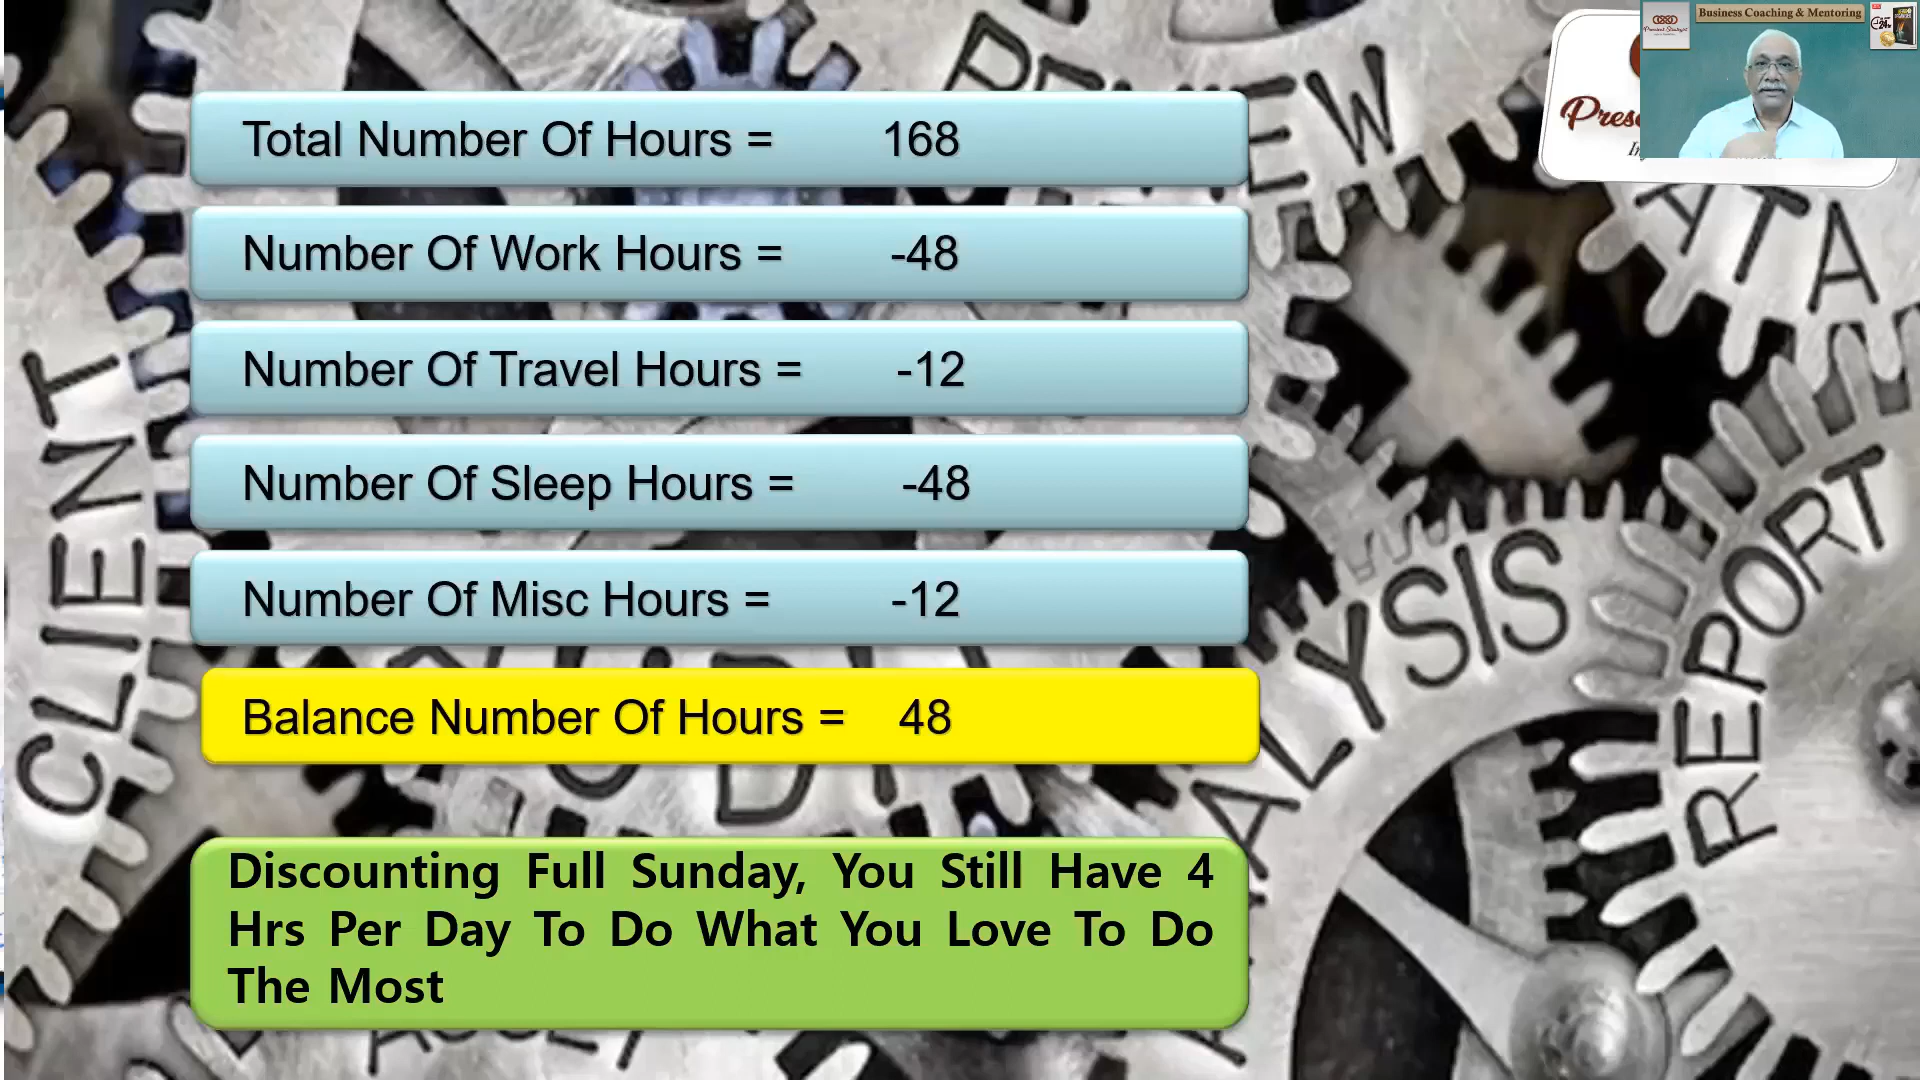 Business Coaching & Mentoring
Total Number Of Hours = 168
Number Of Work Hours = -48
Number Of Travel Hours = -12
Number Of Sleep Hours = -48
Number Of Misc Hours = -12
Balance Number Of Hours = 48
Discounting Full Sunday, You Still Have 4
Hrs Per Day To Do What You Love To Do
The Most
CLIENT
REPORT